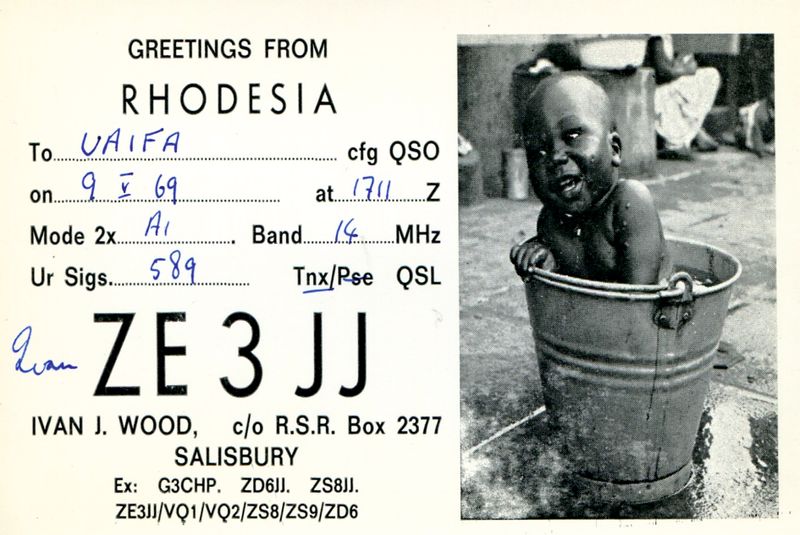 GREETINGS FROM
RHODESIA
To UA1FA cfg QSO
on 9 V 69 at 1711 Z
Mode 2x A1 . Band 14 MHz
Ur Sigs. 589 Tnx/Pse QSL
Ivan ZE 3 JJ
IVAN J. WOOD, c/o R.S.R. Box 2377
SALISBURY
Ex: G3CHP. ZD6JJ. ZS8JJ.
ZE3JJ/VQ1/VQ2/ZS8/ZS9/ZD6